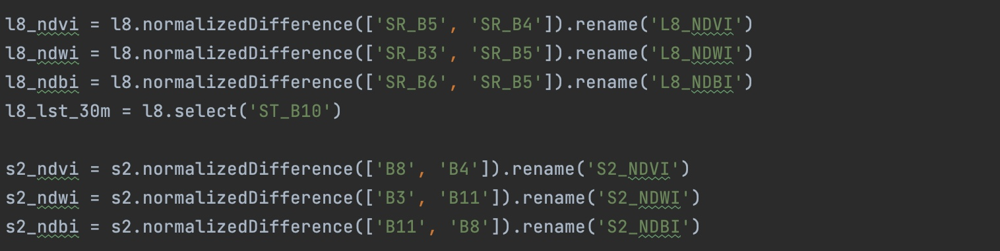 l8_ndvi = l8.normalizedDifference(['SR_B5', 'SR_B4']).rename('L8_NDVI')
l8_ndwi = l8.normalizedDifference(['SR_B3', 'SR_B5']).rename('L8_NDWI')
l8_ndbi = l8.normalizedDifference(['SR_B6', 'SR_B5']).rename('L8_NDBI')
l8_lst_30m = l8.select('ST_B10')
s2_ndvi = s2.normalizedDifference(['B8', 'B4']).rename('S2_NDVI')
s2_ndwi = s2.normalizedDifference(['B3', 'B11']).rename('S2_NDWI')
s2_ndbi = s2.normalizedDifference(['B11', 'B8']).rename('S2_NDBI')